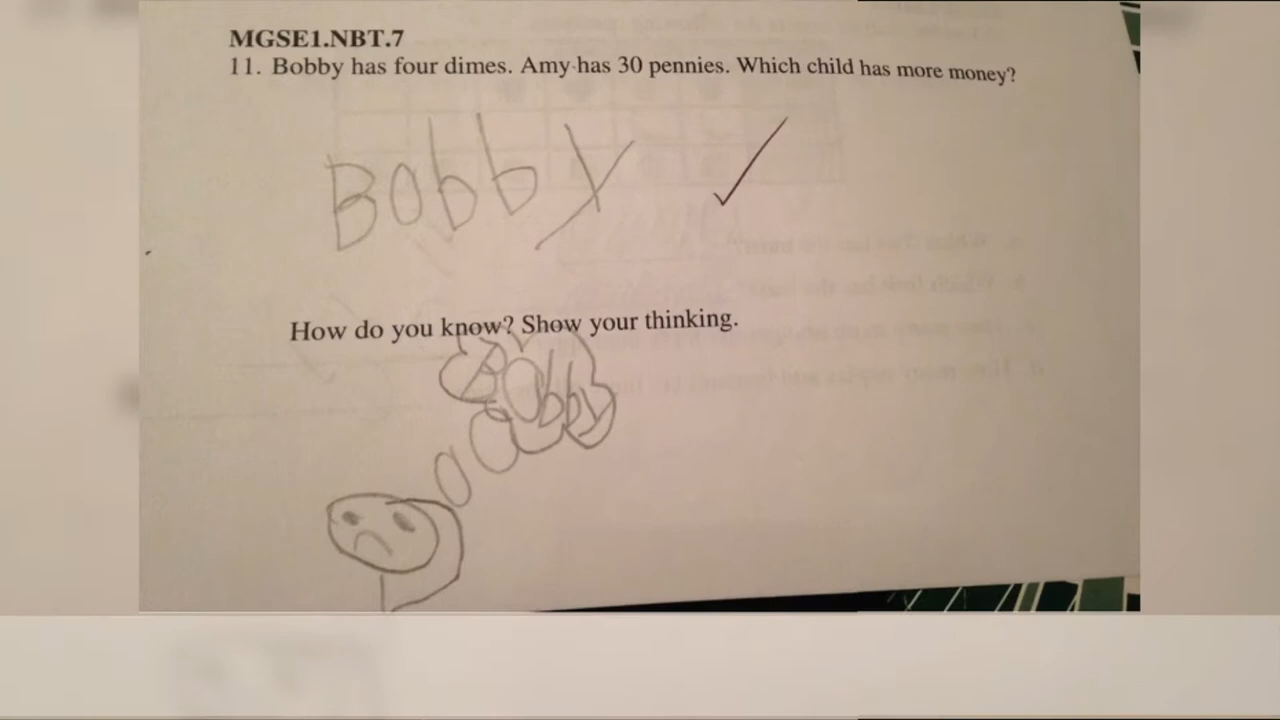 MGSE1.NBT.7
11. Bobby has four dimes. Amy has 30 pennies. Which child has more money?
Bobby
How do you know? Show your thinking.
Bobby